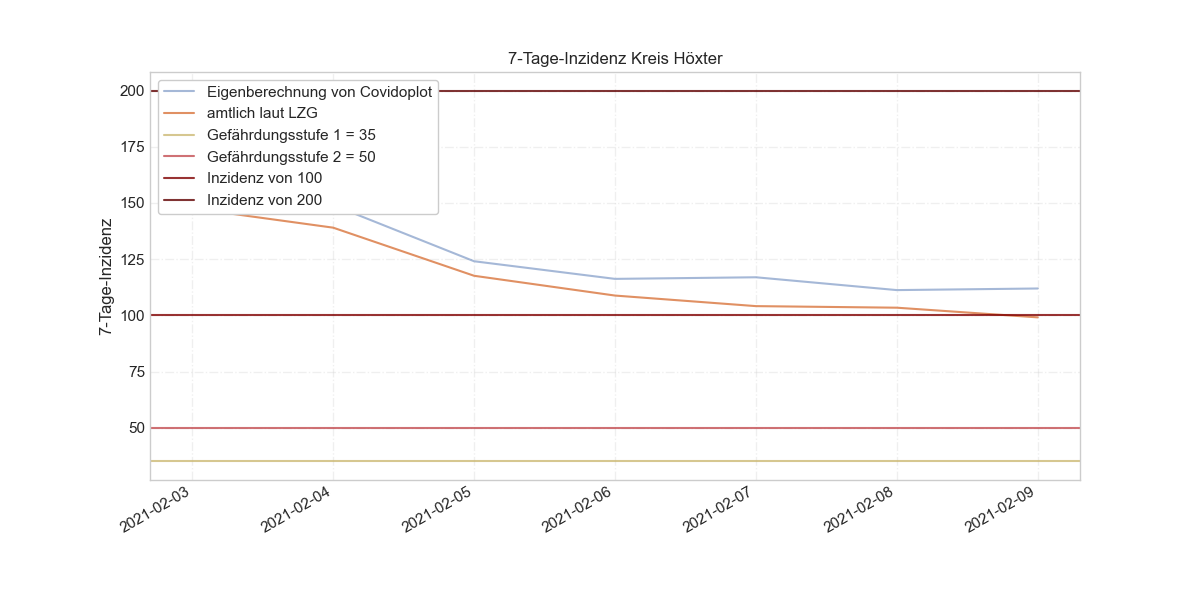 7-Tage-Inzidenz Kreis Höxter
Eigenberechnung von Covidoplot
amtlich laut LZG
Gefährdungsstufe 1 = 35
Gefährdungsstufe 2 = 50
Inzidenz von 100
Inzidenz von 200
7-Tage-Inzidenz
200
175
150
125
100
75
50
2021-02-03
2021-02-04
2021-02-05
2021-02-06
2021-02-07
2021-02-08
2021-02-09